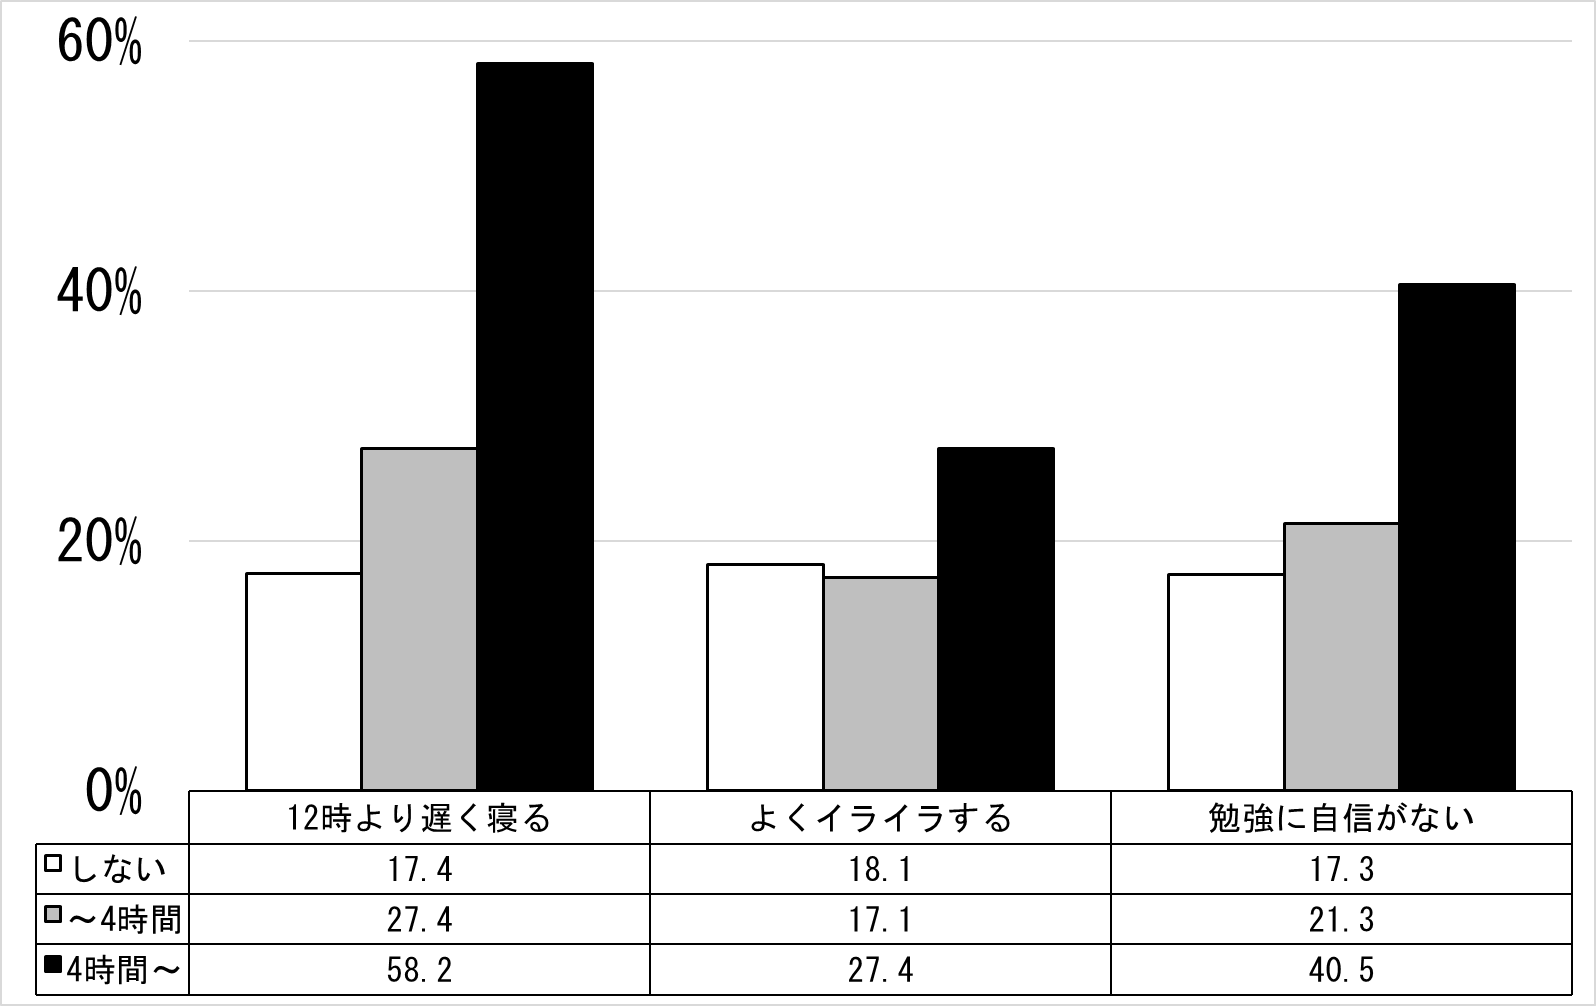 60%
40%
20%
0%
12時より遅く寝る よくイライラする 勉強に自信がない
しない 17.4 18.1 17.3
～4時間 27.4 17.1 21.3
4時間～ 58.2 27.4 40.5